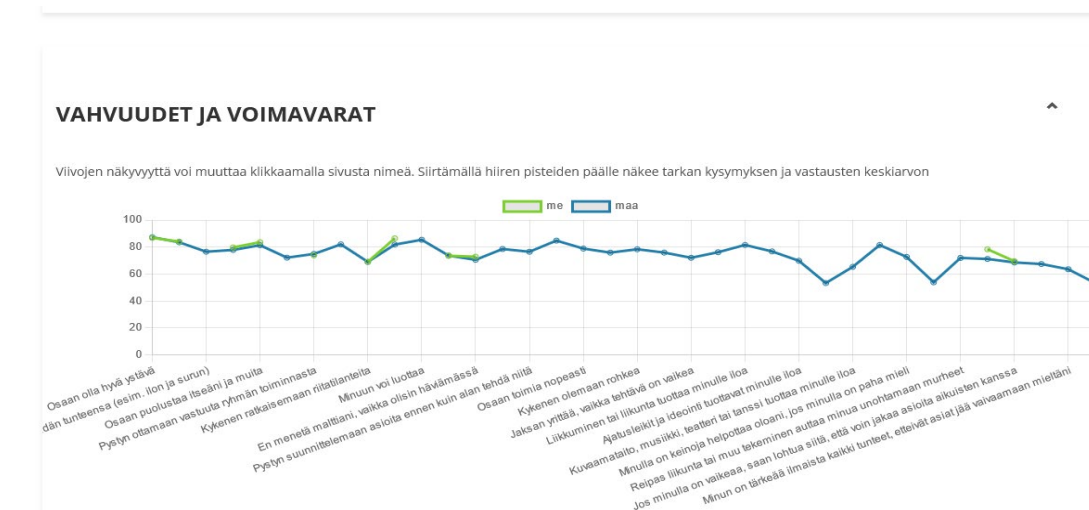 VAHVUUDET JA VOIMAVARAT
Viivojen näkyvyyttä voi muuttaa klikkaamalla sivusta nimeä. Siirtämällä hiiren pisteiden päälle näkee tarkan kysymyksen ja vastausten keskiarvon
me maa
100
80
60
40
20
0
Osaan olla hyvä ystävä
dän tunteensa (esim. ilon ja surun)
Osaan puolustaa itseäni ja muita
Pystyn ottamaan vastuuta ryhmän toiminnasta
Kykenen ratkaisemaan riitatilanteita
Minuun voi luottaa
En menetä malttiani, vaikka olisin häviämässä
Pystyn suunnittelemaan asioita ennen kuin alan tehdä niitä
Osaan toimia nopeasti
Kykenen olemaan rohkea
Jaksan yrittää, vaikka tehtävä on vaikea
Liikkuminen tai liikunta tuottaa minulle iloa
Ajatusleikit ja ideointi tuottavat minulle iloa
Kuvaamataito, musiikki, teatteri tai tanssi tuottaa minulle iloa
Minulla on keinoja helpottaa oloani, jos minulla on paha mieli
Reipas liikunta tai muu tekeminen auttaa minua unohtamaan murheet
Jos minulla on vaikeaa, saan lohtua siitä, että voin jakaa asioita aikuisten kanssa
Minun on tärkeää ilmaista kaikki tunteet, etteivät asiat jää vaivaamaan mieltäni